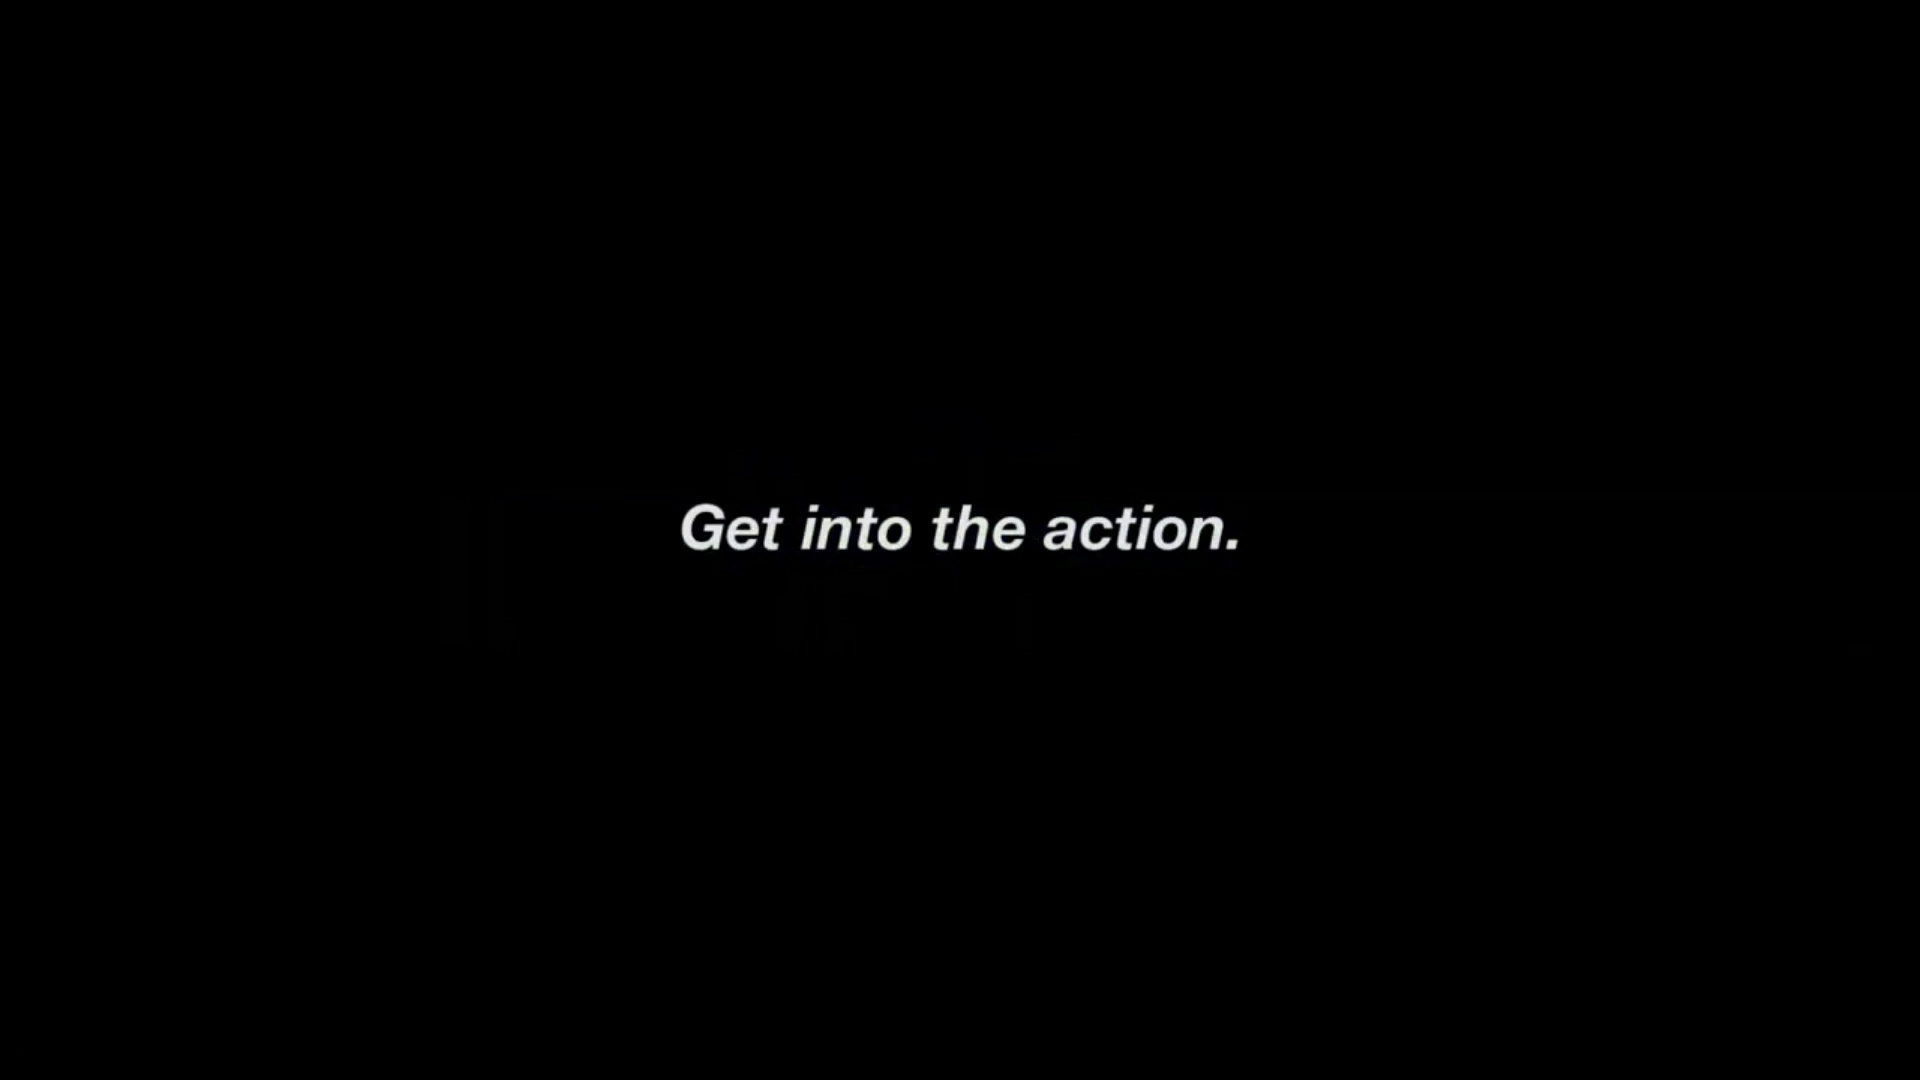 Get into the action.